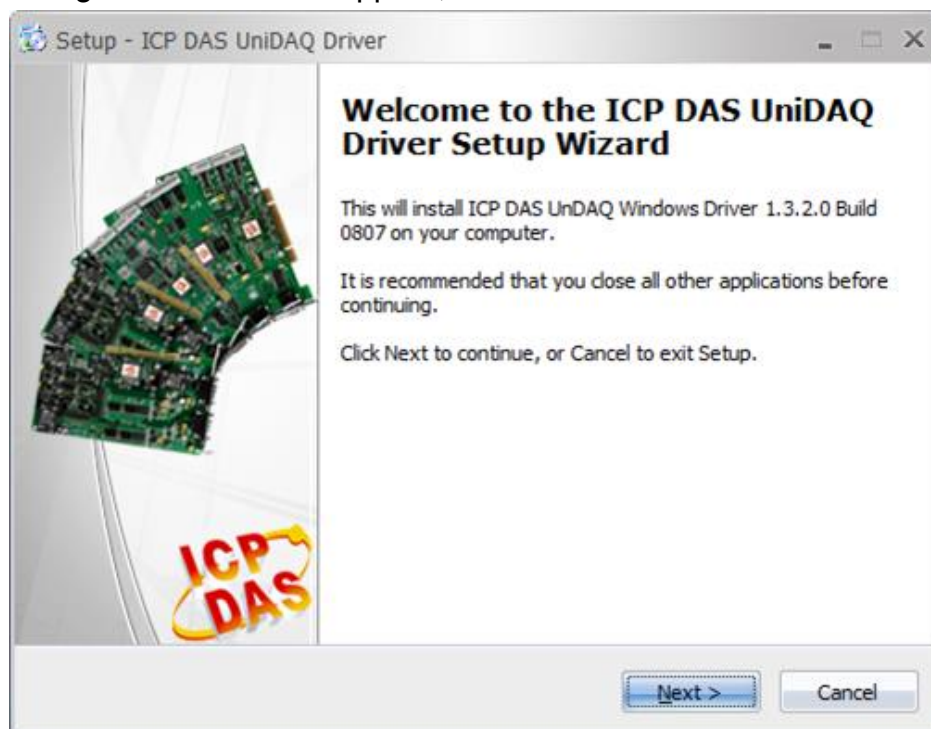 Setup - ICP DAS UniDAQ Driver
Welcome to the ICP DAS UniDAQ
Driver Setup Wizard
This will install ICP DAS UnDAQ Windows Driver 1.3.2.0 Build
0807 on your computer.
It is recommended that you close all other applications before
continuing.
Click Next to continue, or Cancel to exit Setup.
ICP
DAS
Next >
Cancel